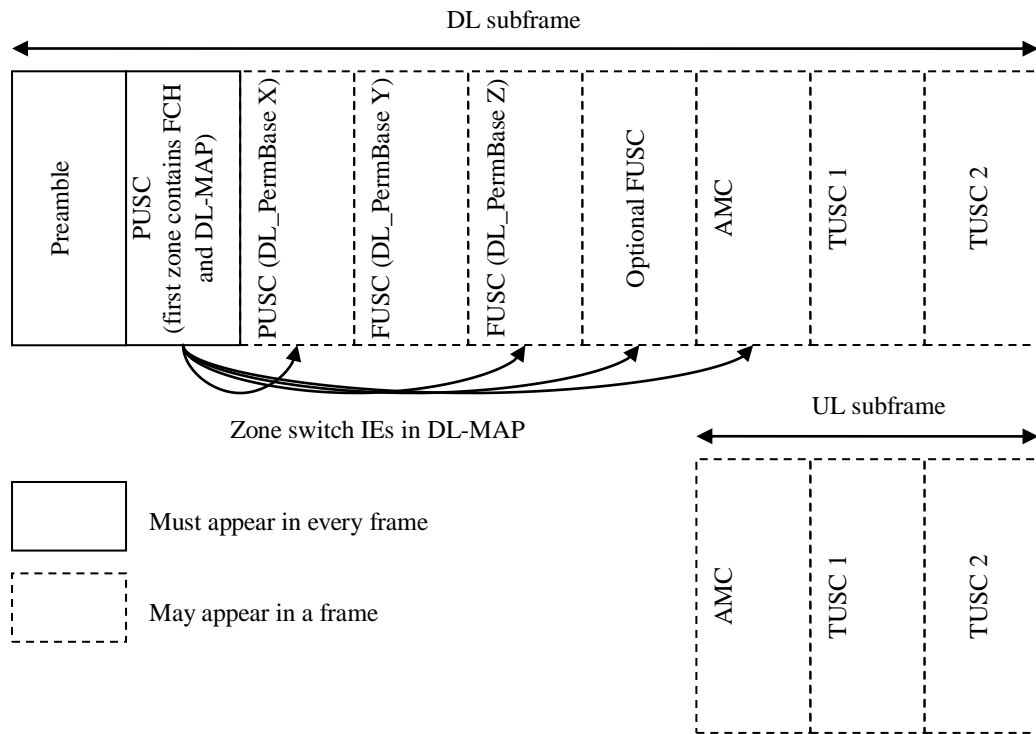 DL subframe
Preamble
PUSC
(first zone contains FCH
and DL-MAP)
PUSC (DL_PermBase X)
FUSC (DL_PermBase Y)
FUSC (DL_PermBase Z)
Optional FUSC
AMC
TUSC 1
TUSC 2
Zone switch IEs in DL-MAP
UL subframe
Must appear in every frame
May appear in a frame
AMC
TUSC 1
TUSC 2